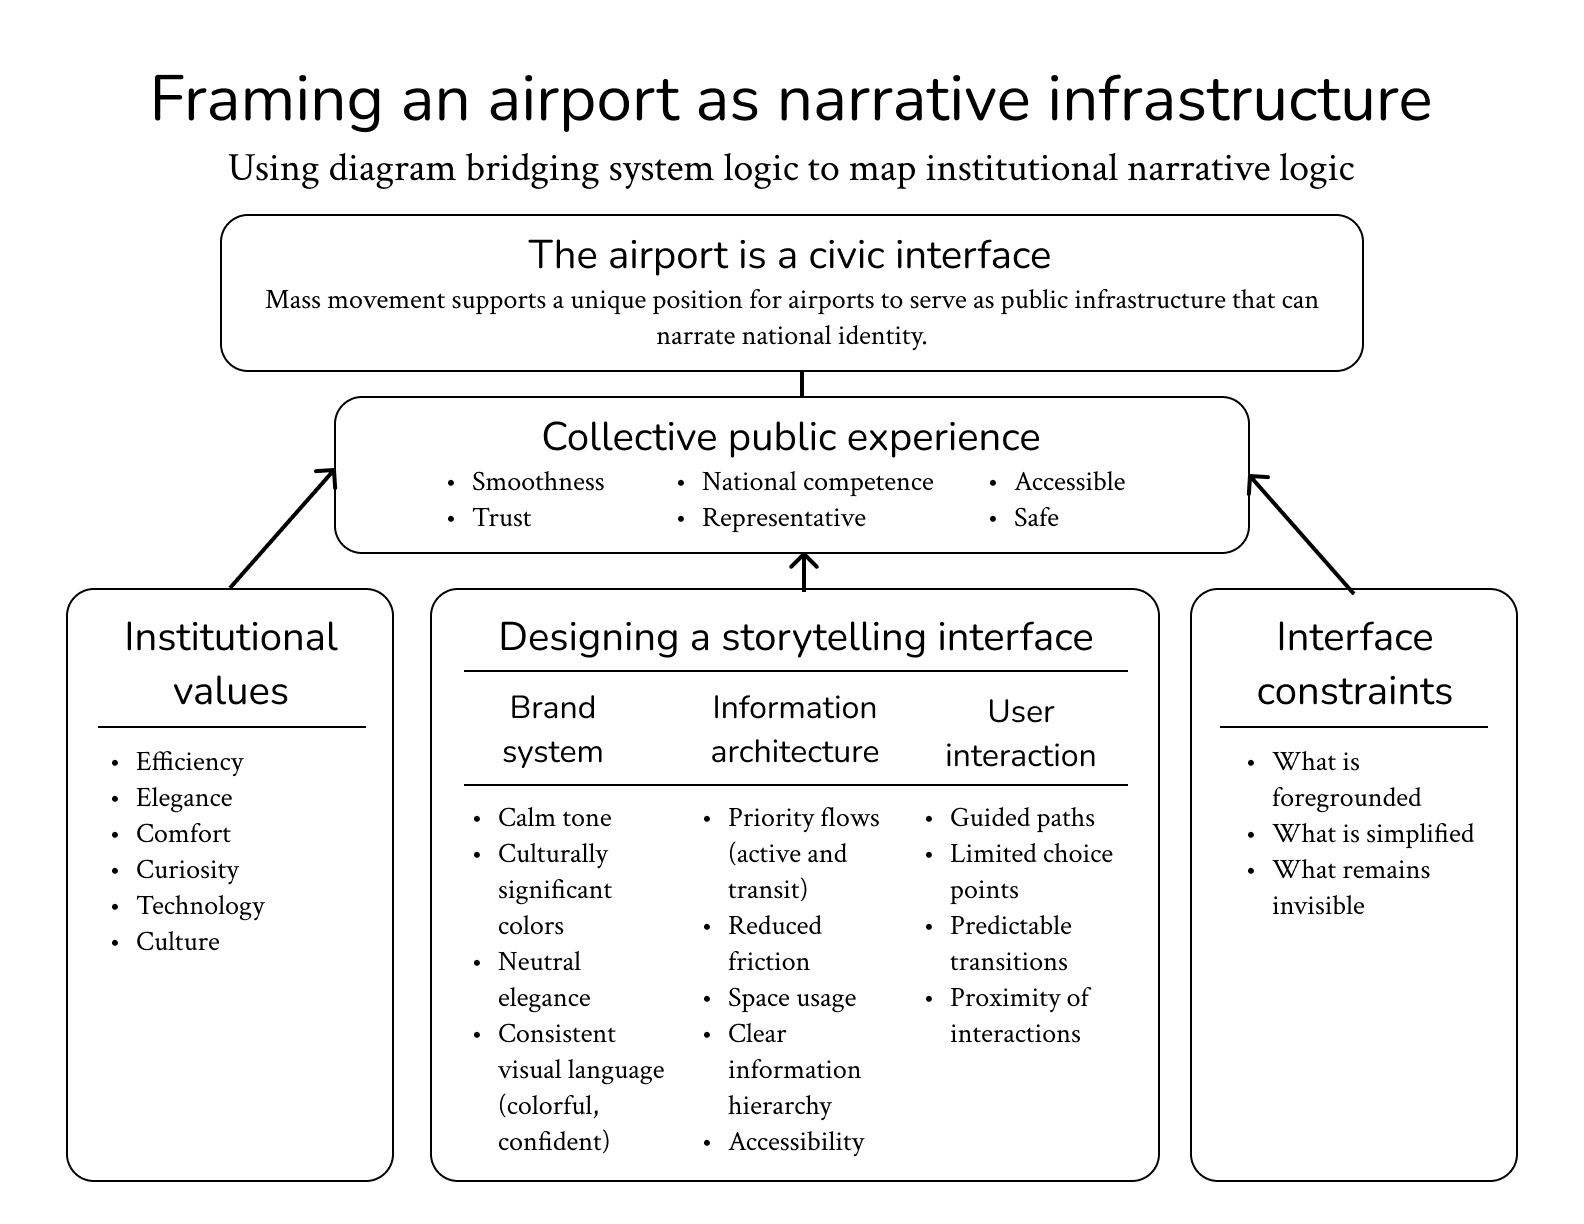 Framing an airport as narrative infrastructure
Using diagram bridging system logic to map institutional narrative logic
The airport is a civic interface
Mass movement supports a unique position for airports to serve as public infrastructure that can
narrate national identity.
Collective public experience
• Smoothness
• Trust
• National competence
• Representative
• Accessible
• Safe
Institutional
values
• Efficiency
• Elegance
• Comfort
• Curiosity
• Technology
• Culture
Designing a storytelling interface
Brand
system
• Calm tone
• Culturally
significant
colors
• Neutral
elegance
• Consistent
visual language
(colorful,
confident)
Information
architecture
• Priority flows
(active and
transit)
• Reduced
friction
• Space usage
• Clear
information
hierarchy
• Accessibility
User
interaction
• Guided paths
• Limited choice
points
• Predictable
transitions
• Proximity of
interactions
Interface
constraints
• What is
foregrounded
• What is simplified
• What remains
invisible